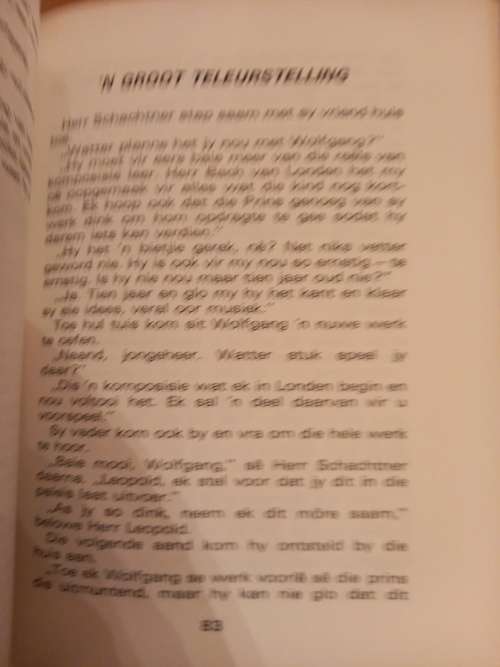 'N GROOT TELEURSTELLING
Herr Schachtner stap saam met sy vriend huis
toe.
„Watter planne het jy nou met Wolfgang?”
„Hy moet vir eers baie meer van die reëls van
komposisie leer. Herr Bach van Londen het my
so opgemaak vir alles wat die kind nog kort-
kom. Ek hoop ook dat die Prins genoeg van sy
werk dink om hom opdragte te gee sodat hy
darem iets kan verdien.”
„Hy het 'n bietjie gerek, nè? Net niks vetter
geword nie. Hy is ook vir my nou so ernstig – te
ernstig. Is hy nie nou maar tien jaar oud nie?”
„Ja. Tien jaar en glo my hy het kant en klaar
sy eie idees, veral oor musiek.”
Toe hul tuis kom sit Wolfgang 'n nuwe werk
te oefen.
„Naand, jongeheer. Watter stuk speel jy
daar?”
„Dis 'n komposisie wat ek in Londen begin en
nou voltooi het. Ek sal 'n deel daarvan vir u
voorspeel.”
Sy vader kom ook by en vra om die hele werk
te hoor.
„Baie mooi, Wolfgang,” sê Herr Schachtner
daarna. „Leopold, ek stel voor dat jy dit in die
paleis laat uitvoer.”
„As jy so dink, neem ek dit môre saam,”
belowe Herr Leopold.
Die volgende aand kom hy ontsteld by die
huis aan.
„Toe ek Wolfgang se werk voorlê sê die prins
dis uitmuntend, maar hy kan nie glo dat dit
83